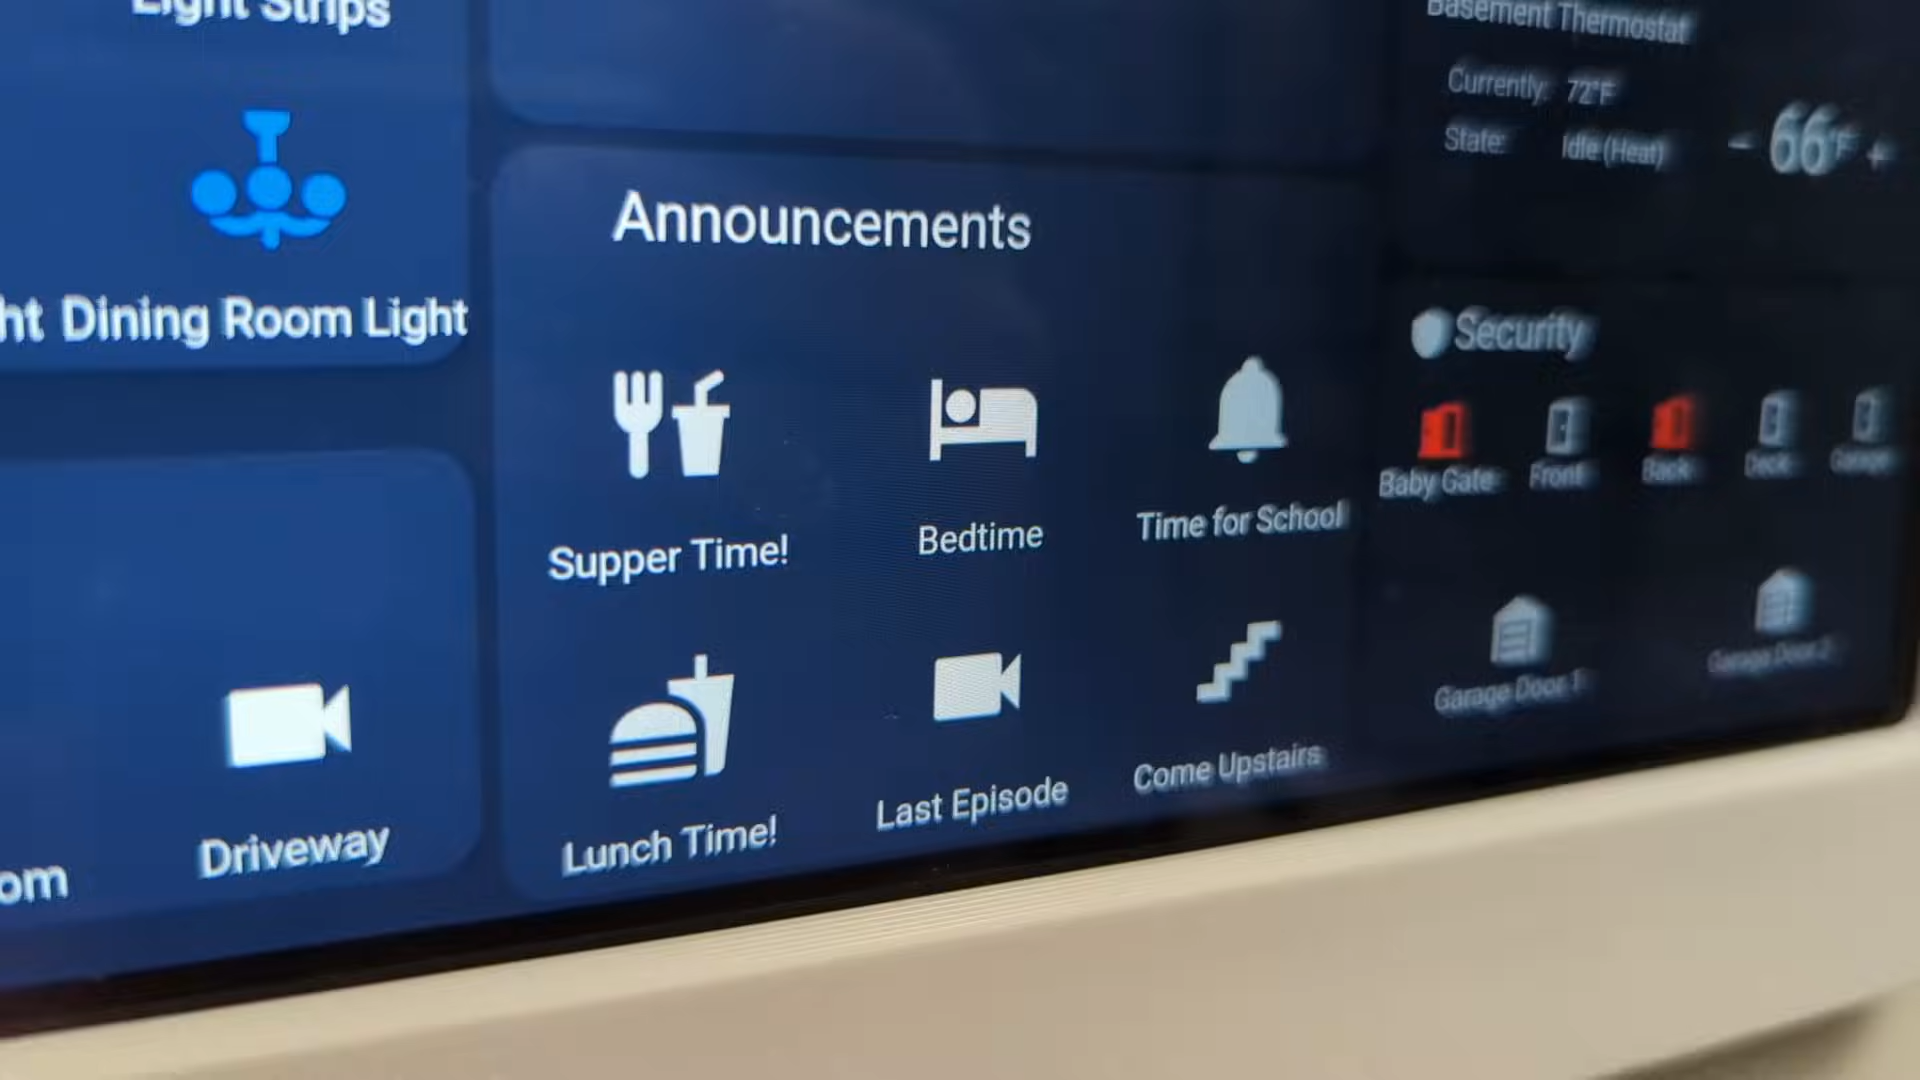 Light Strips
ht Dining Room Light
om
Driveway
Announcements
Supper Time!
Bedtime
Time for School
Lunch Time!
Last Episode
Come Upstairs
Basement Thermostat
Currently: 72°F
State: Idle (Heat)
- 66°F +
Security
Baby Gate
Front
Back
Deck
Garage
Garage Door 1
Garage Door 2